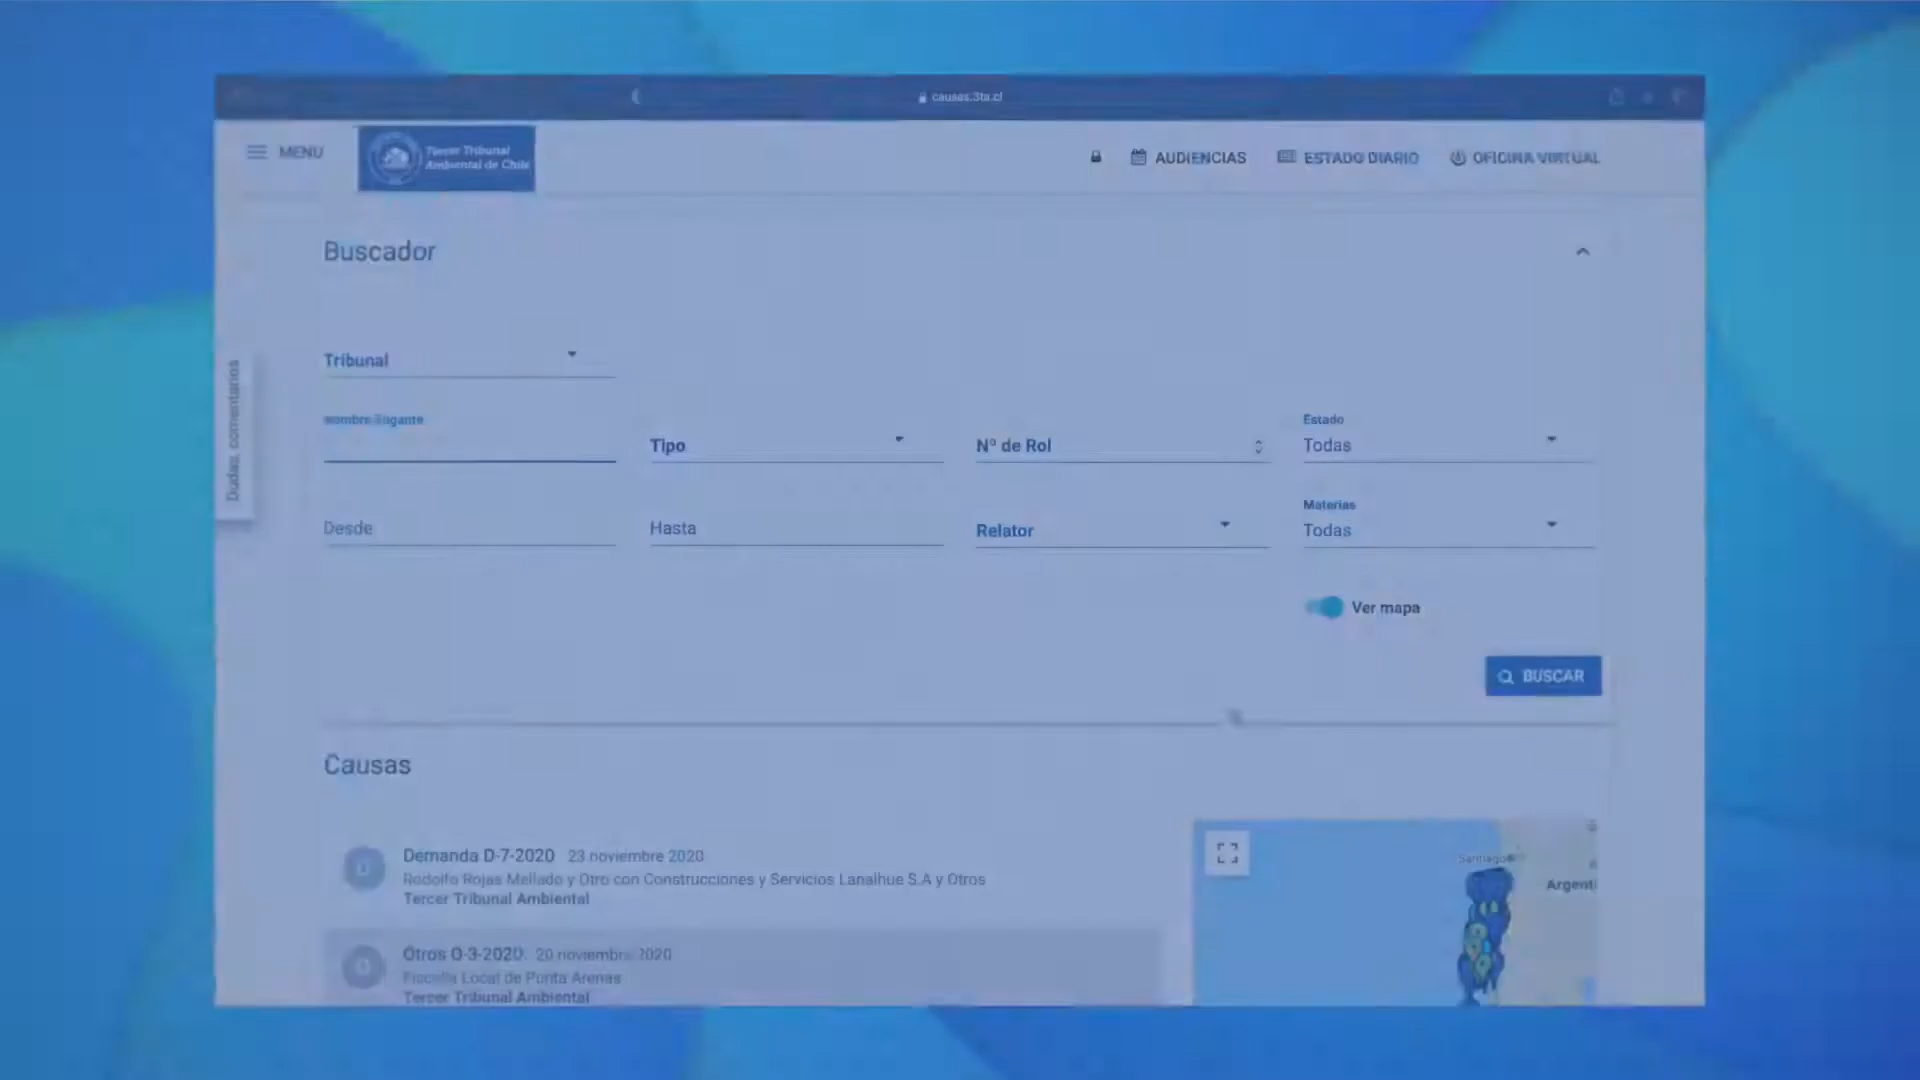 causas.3ta.cl
MENU
Tercer Tribunal
Ambiental de Chile
AUDIENCIAS
ESTADO DIARIO
OFICINA VIRTUAL
Buscador
Tribunal
Dudas, comentarios
Nombre litigante
Tipo
Nº de Rol
Estado
Todas
Desde
Hasta
Relator
Materias
Todas
Ver mapa
BUSCAR
Causas
D
Demanda D-7-2020 23 noviembre 2020
Rodolfo Rojas Mellado y Otro con Construcciones y Servicios Lanalhue S.A y Otros
Tercer Tribunal Ambiental
O
Otros O-3-2020. 20 noviembre 2020
Fiscalía Local de Punta Arenas
Tercer Tribunal Ambiental
Santiago
Argenti